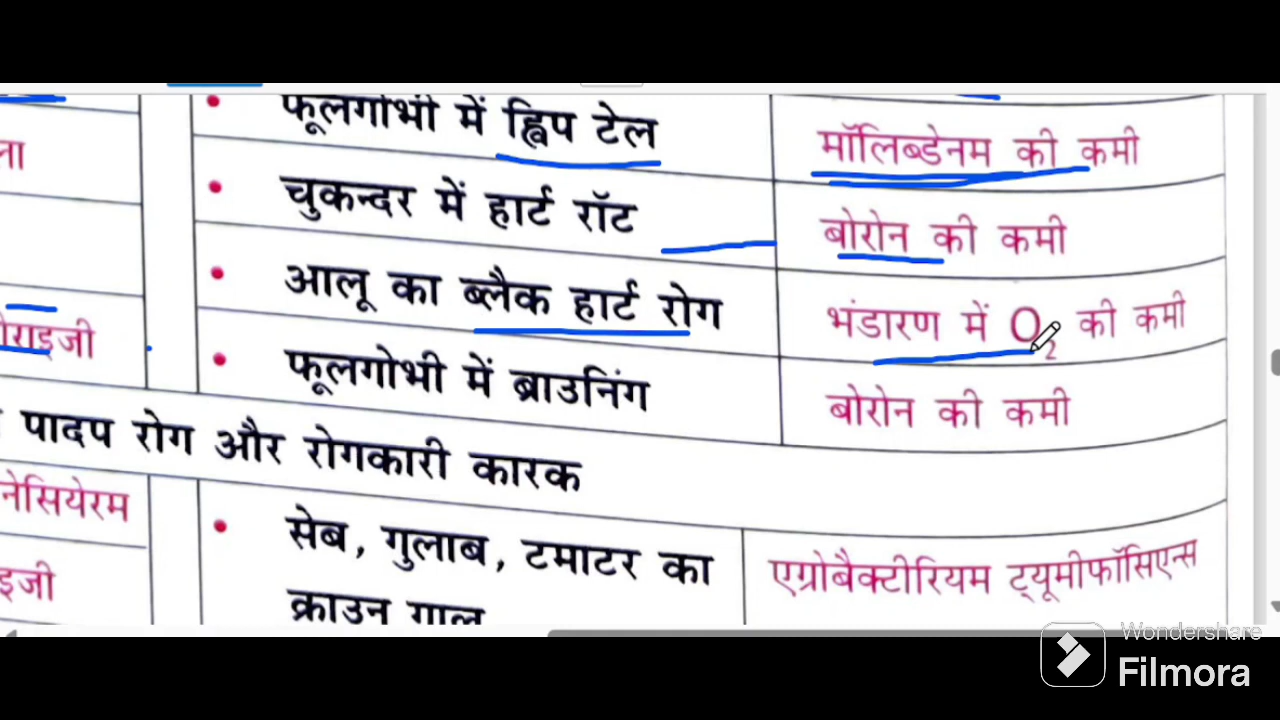 फूलगोभी में ह्विप टेल
मॉलिब्डेनम की कमी
चुकन्दर में हार्ट रॉट
बोरोन की कमी
आलू का ब्लैक हार्ट रोग
भंडारण में O₂ की कमी
फूलगोभी में ब्राउनिंग
बोरोन की कमी
पादप रोग और रोगकारी कारक
सेब, गुलाब, टमाटर का
क्राउन गाल
एग्रोबैक्टीरियम ट्यूमीफॉसिएन्स
Wondershare
Filmora